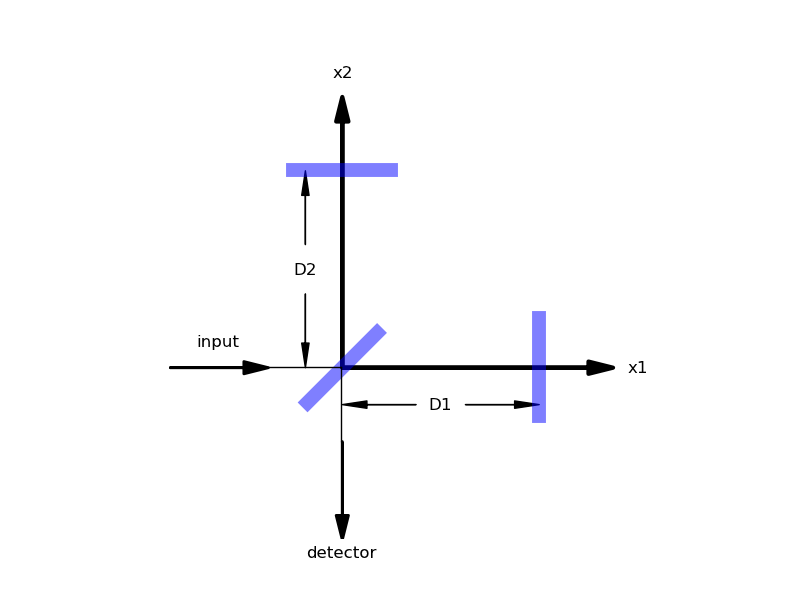 x2
D2
input
x1
D1
detector